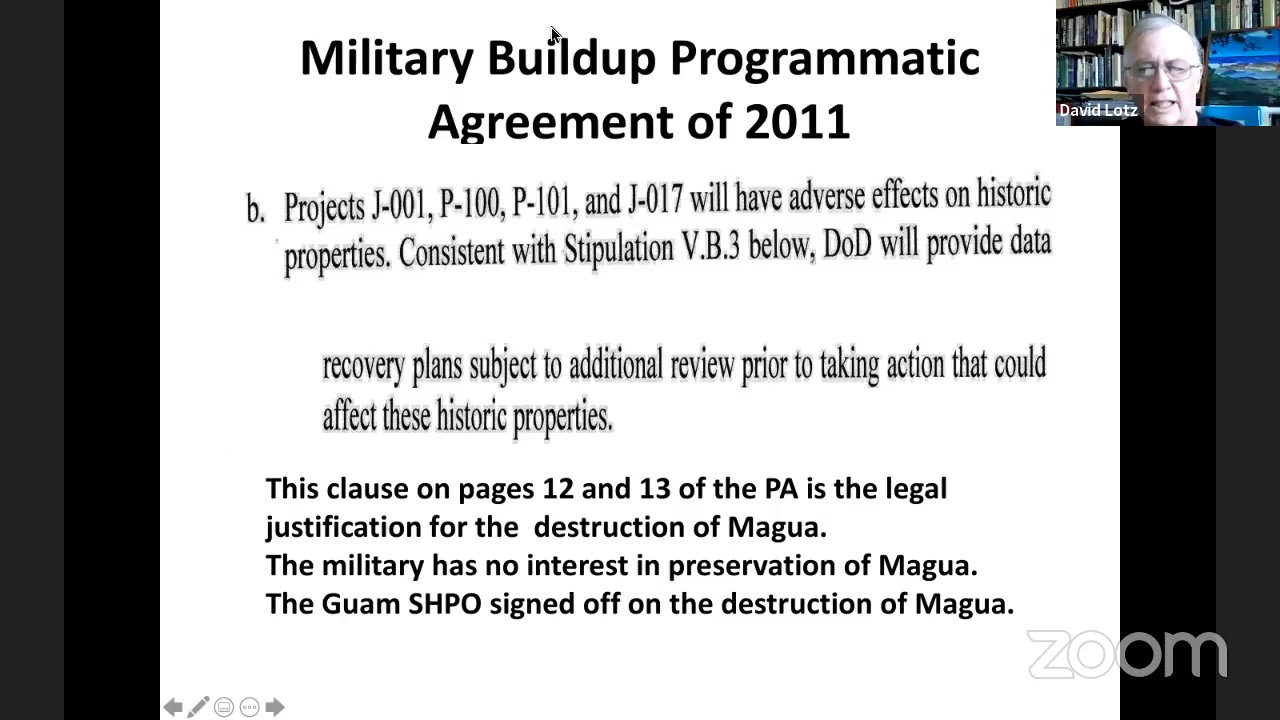 Military Buildup Programmatic
Agreement of 2011
David Lotz
b. Projects J-001, P-100, P-101, and J-017 will have adverse effects on historic
properties. Consistent with Stipulation V.B.3 below, DoD will provide data
recovery plans subject to additional review prior to taking action that could
affect these historic properties.
This clause on pages 12 and 13 of the PA is the legal
justification for the destruction of Magua.
The military has no interest in preservation of Magua.
The Guam SHPO signed off on the destruction of Magua.
zoom